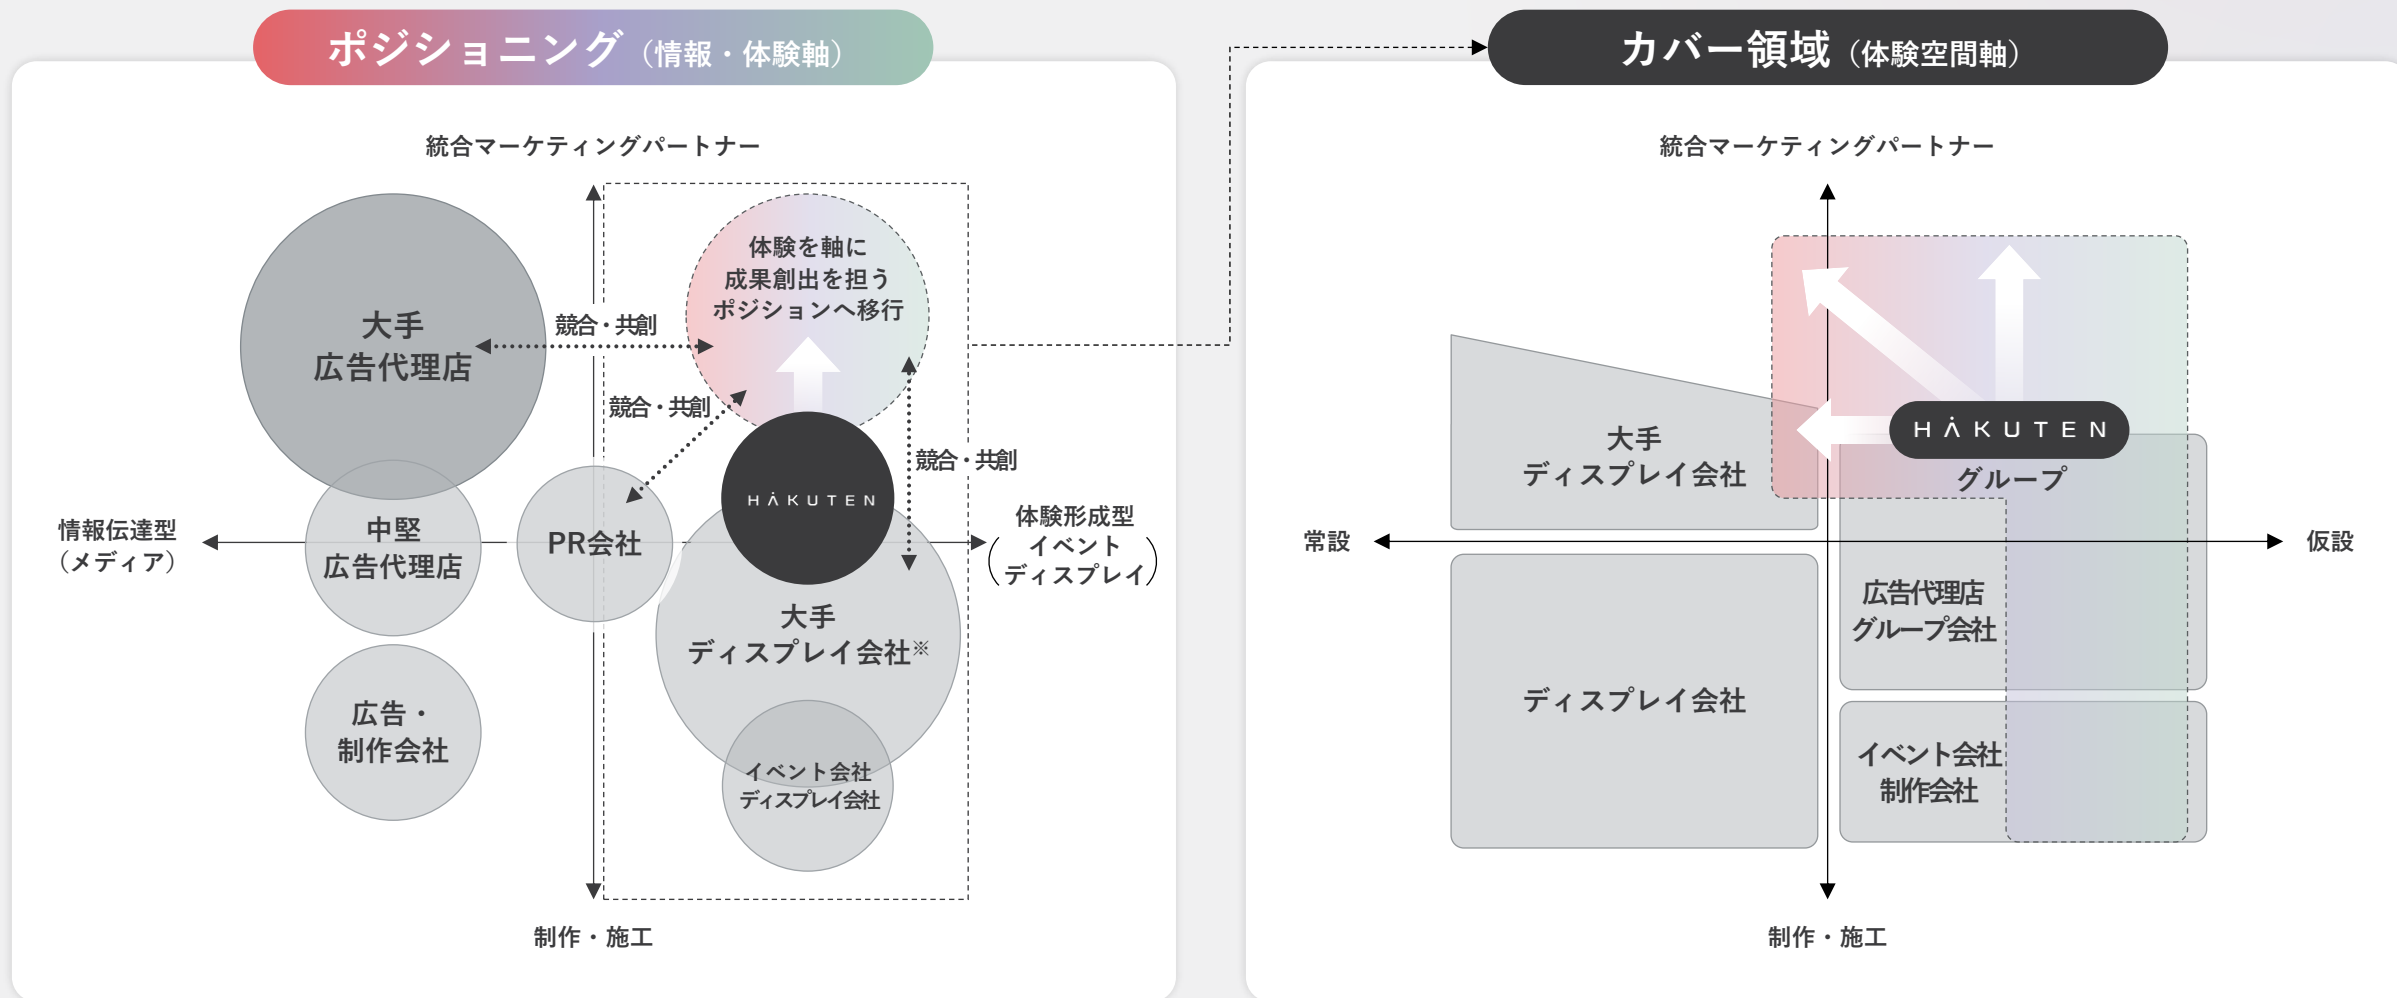 ポジショニング（情報・体験軸）
統合マーケティングパートナー
体験を軸に
成果創出を担う
ポジションへ移行
大手
広告代理店
競合・共創
競合・共創
競合・共創
HAKUTEN
情報伝達型
（メディア）
中堅
広告代理店
PR会社
体験形成型
（イベント
ディスプレイ）
大手
ディスプレイ会社※
広告・
制作会社
イベント会社
ディスプレイ会社
制作・施工
カバー領域（体験空間軸）
統合マーケティングパートナー
大手
ディスプレイ会社
HAKUTEN
グループ
常設
仮設
広告代理店
グループ会社
ディスプレイ会社
イベント会社
制作会社
制作・施工